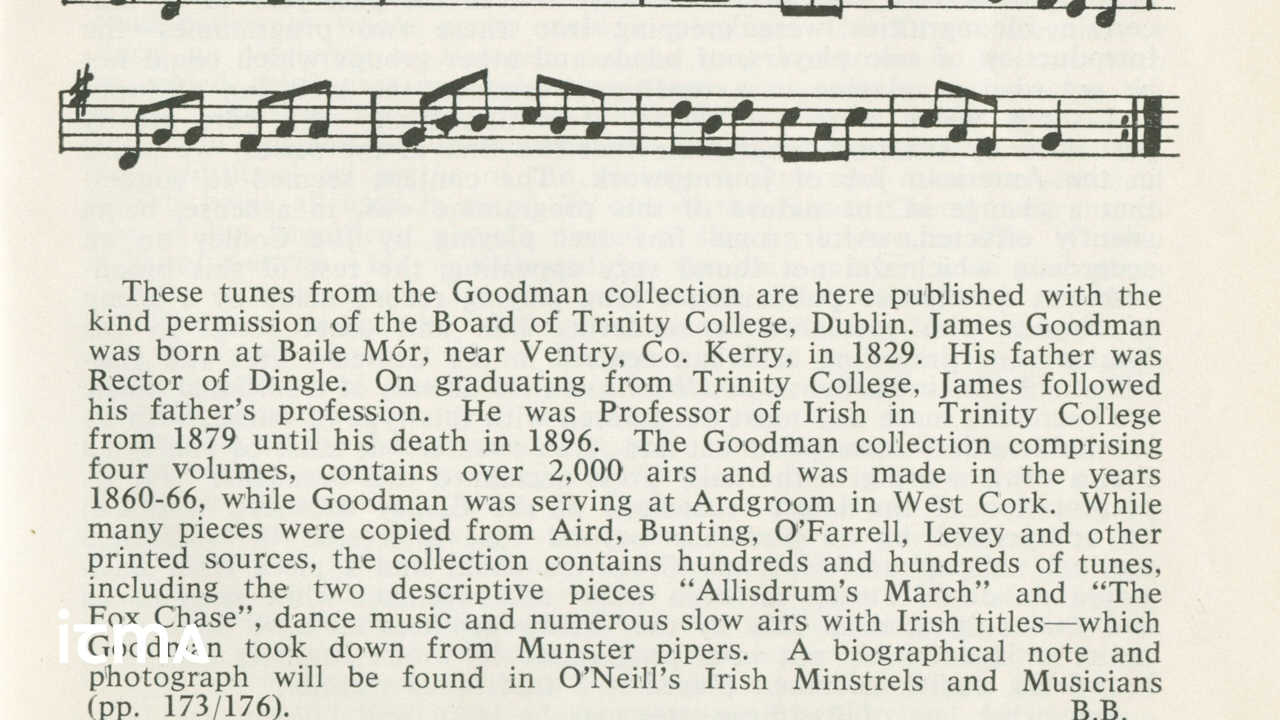 These tunes from the Goodman collection are here published with the
kind permission of the Board of Trinity College, Dublin. James Goodman
was born at Baile Mór, near Ventry, Co. Kerry, in 1829. His father was
Rector of Dingle. On graduating from Trinity College, James followed
his father's profession. He was Professor of Irish in Trinity College
from 1879 until his death in 1896. The Goodman collection comprising
four volumes, contains over 2,000 airs and was made in the years
1860-66, while Goodman was serving at Ardgroom in West Cork. While
many pieces were copied from Aird, Bunting, O'Farrell, Levey and other
printed sources, the collection contains hundreds and hundreds of tunes,
including the two descriptive pieces “Allisdrum's March” and “The
Fox Chase”, dance music and numerous slow airs with Irish titles—which
Goodman took down from Munster pipers. A biographical note and
photograph will be found in O'Neill's Irish Minstrels and Musicians
(pp. 173/176). B.B.
ITMA